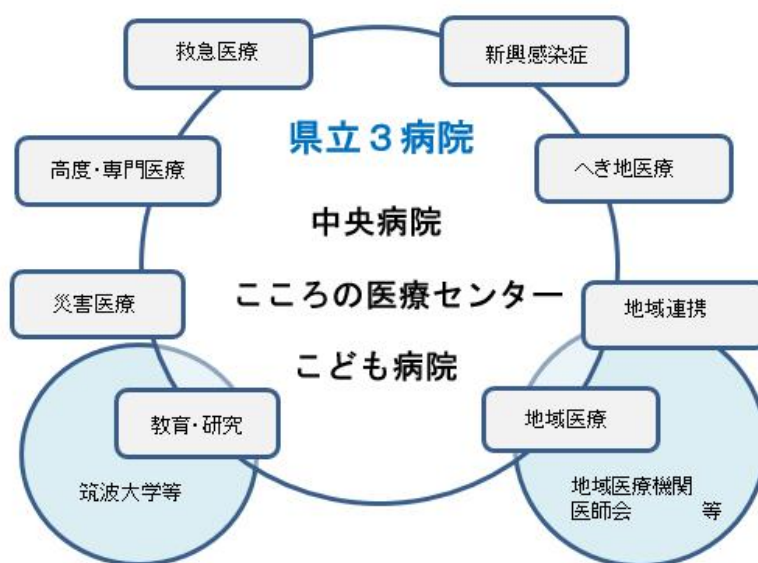 救急医療
新興感染症
県立３病院
高度・専門医療
へき地医療
中央病院
災害医療
こころの医療センター
地域連携
こども病院
教育・研究
地域医療
筑波大学等
地域医療機関
医師会　　等